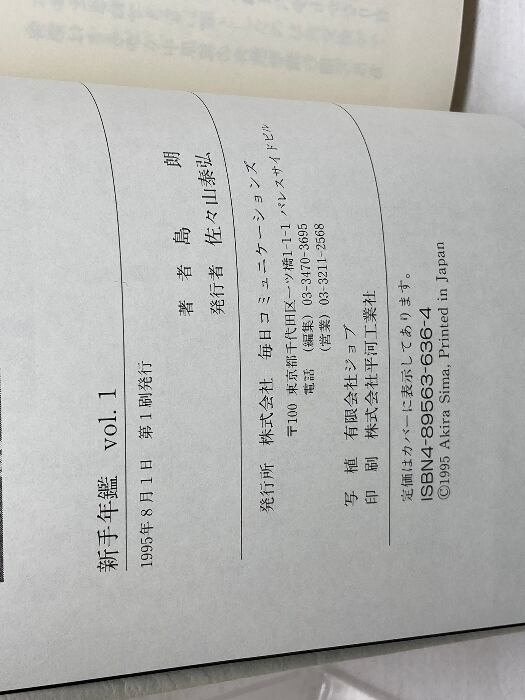 新手年鑑 vol. 1
1995年8月1日 第1刷発行
著者 島朗
発行者 佐々山泰弘
発行所 株式会社 毎日コミュニケーションズ
〒100 東京都千代田区一ツ橋1-1-1 パレスサイドビル
電話 (編集) 03-3470-3695
(営業) 03-3211-2568
写植 有限会社ジョブ
印刷 株式会社平河工業社
定価はカバーに表示してあります。
ISBN4-89563-636-4
©1995 Akira Sima, Printed in Japan